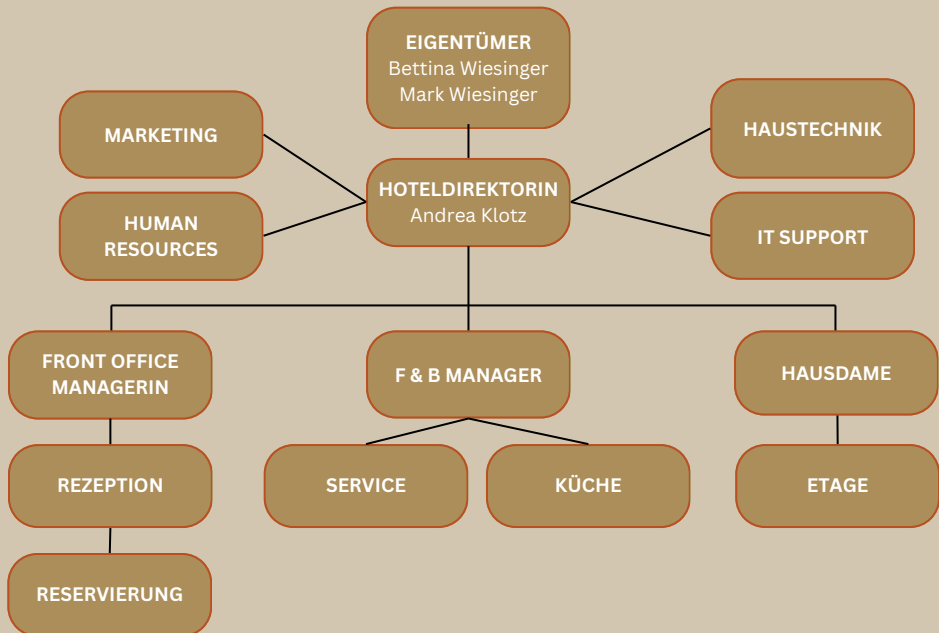 EIGENTÜMER
Bettina Wiesinger
Mark Wiesinger
MARKETING
HAUSTECHNIK
HOTELDIREKTORIN
Andrea Klotz
HUMAN
RESOURCES
IT SUPPORT
FRONT OFFICE
MANAGERIN
F & B MANAGER
HAUSDAME
REZEPTION
SERVICE
KÜCHE
ETAGE
RESERVIERUNG